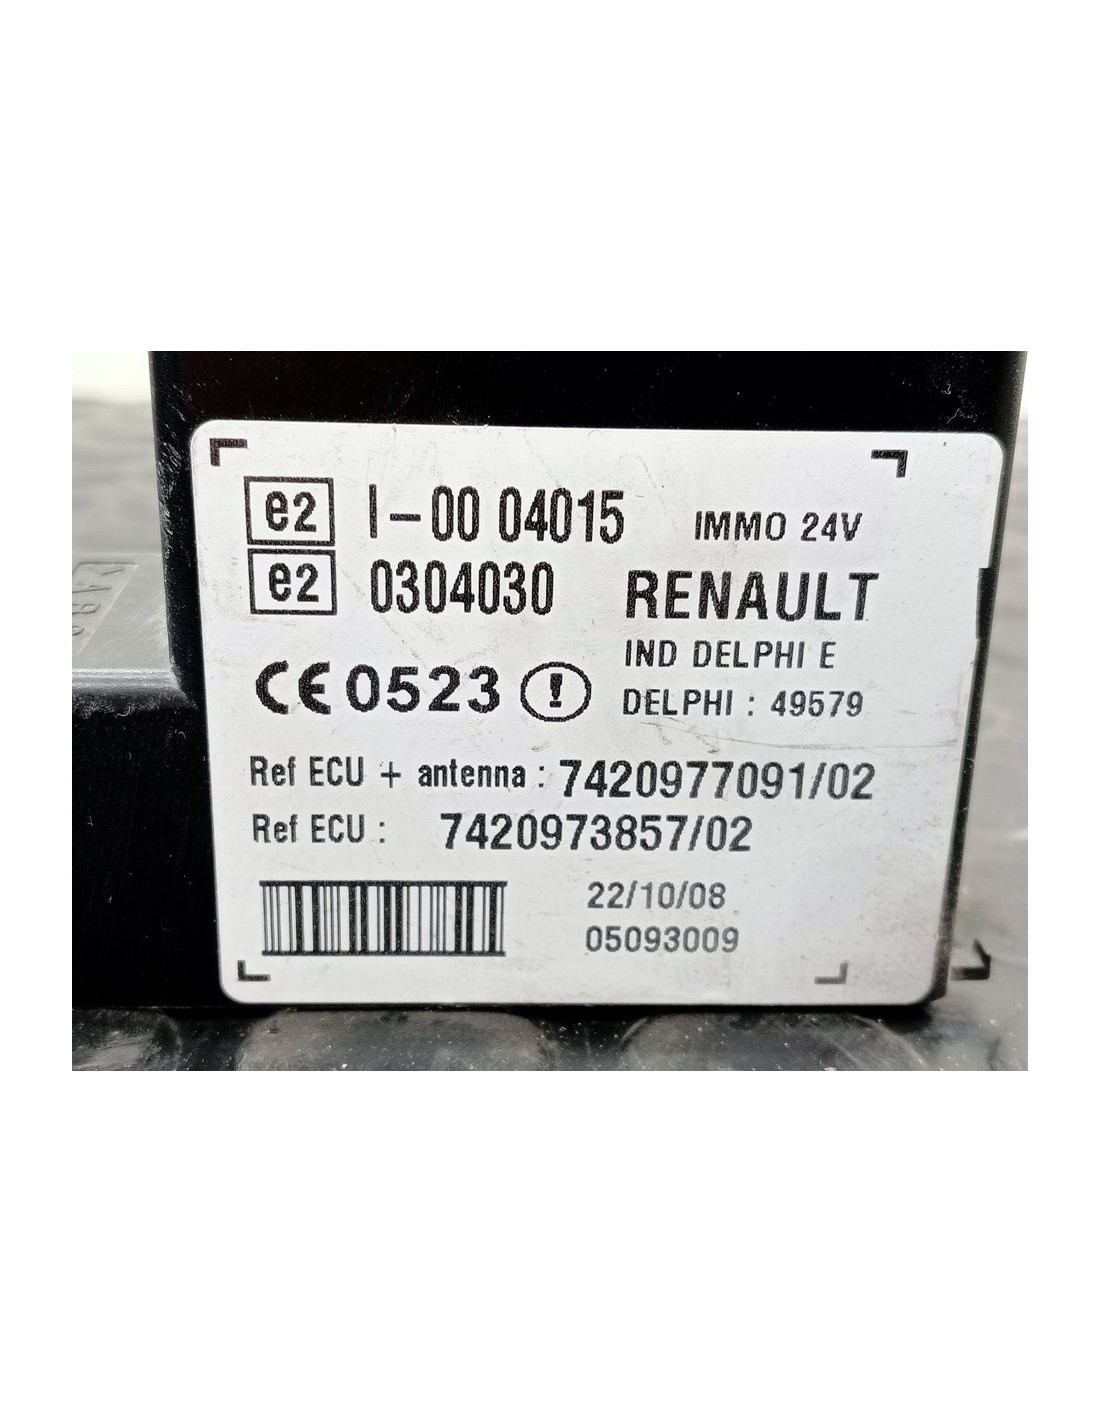 e2 I-00 04015 IMMO 24V
e2 0304030 RENAULT
IND DELPHI E
CE 0523 ! DELPHI : 49579
Ref ECU + antenna : 7420977091/02
Ref ECU : 7420973857/02
22/10/08
05093009